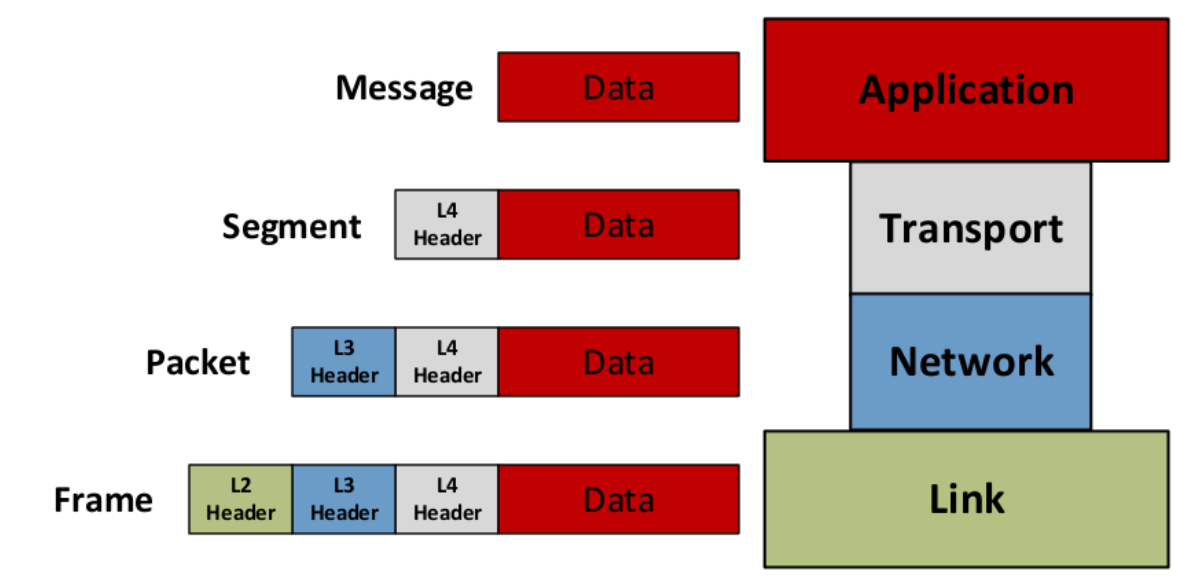 Message Data Application
Segment L4 Header Data Transport
Packet L3 Header L4 Header Data Network
Frame L2 Header L3 Header L4 Header Data Link